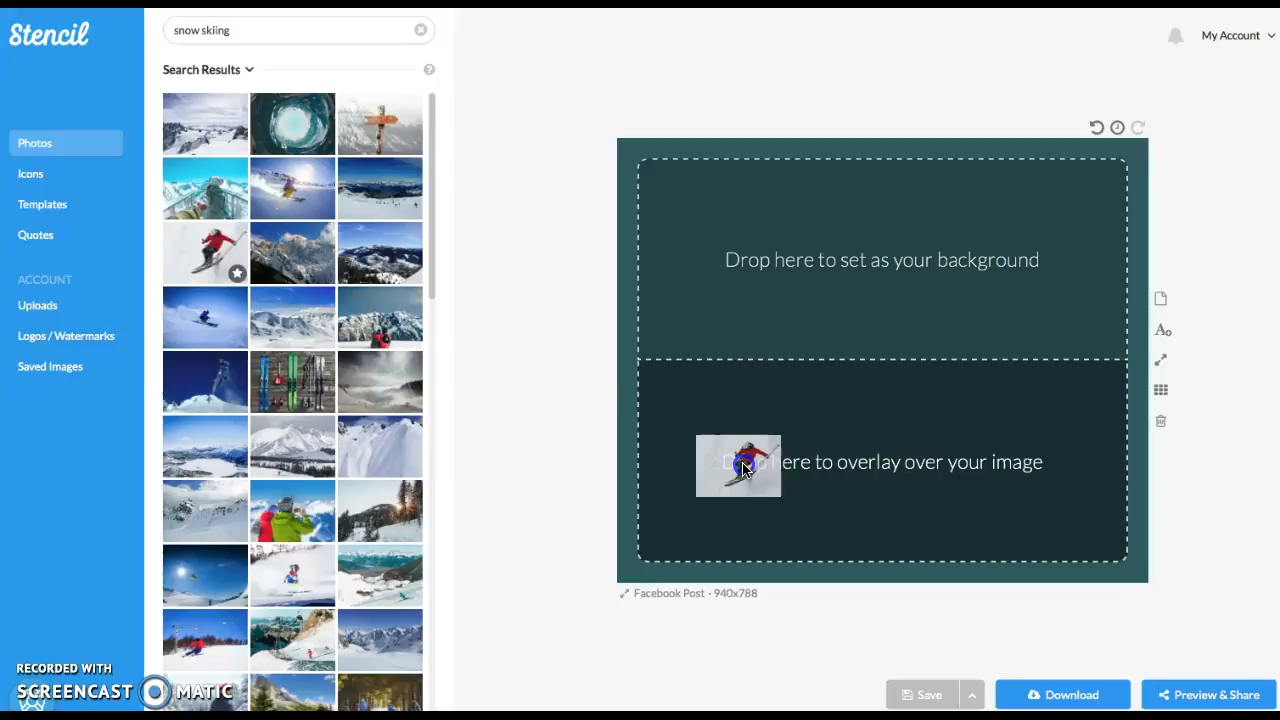 Stencil
snow skiing
My Account
Search Results
?
Photos
Icons
Templates
Quotes
ACCOUNT
Uploads
Logos / Watermarks
Saved Images
Drop here to set as your background
Drop here to overlay over your image
Facebook Post - 940x788
RECORDED WITH
SCREENCAST MATIC
Save
Download
Preview & Share